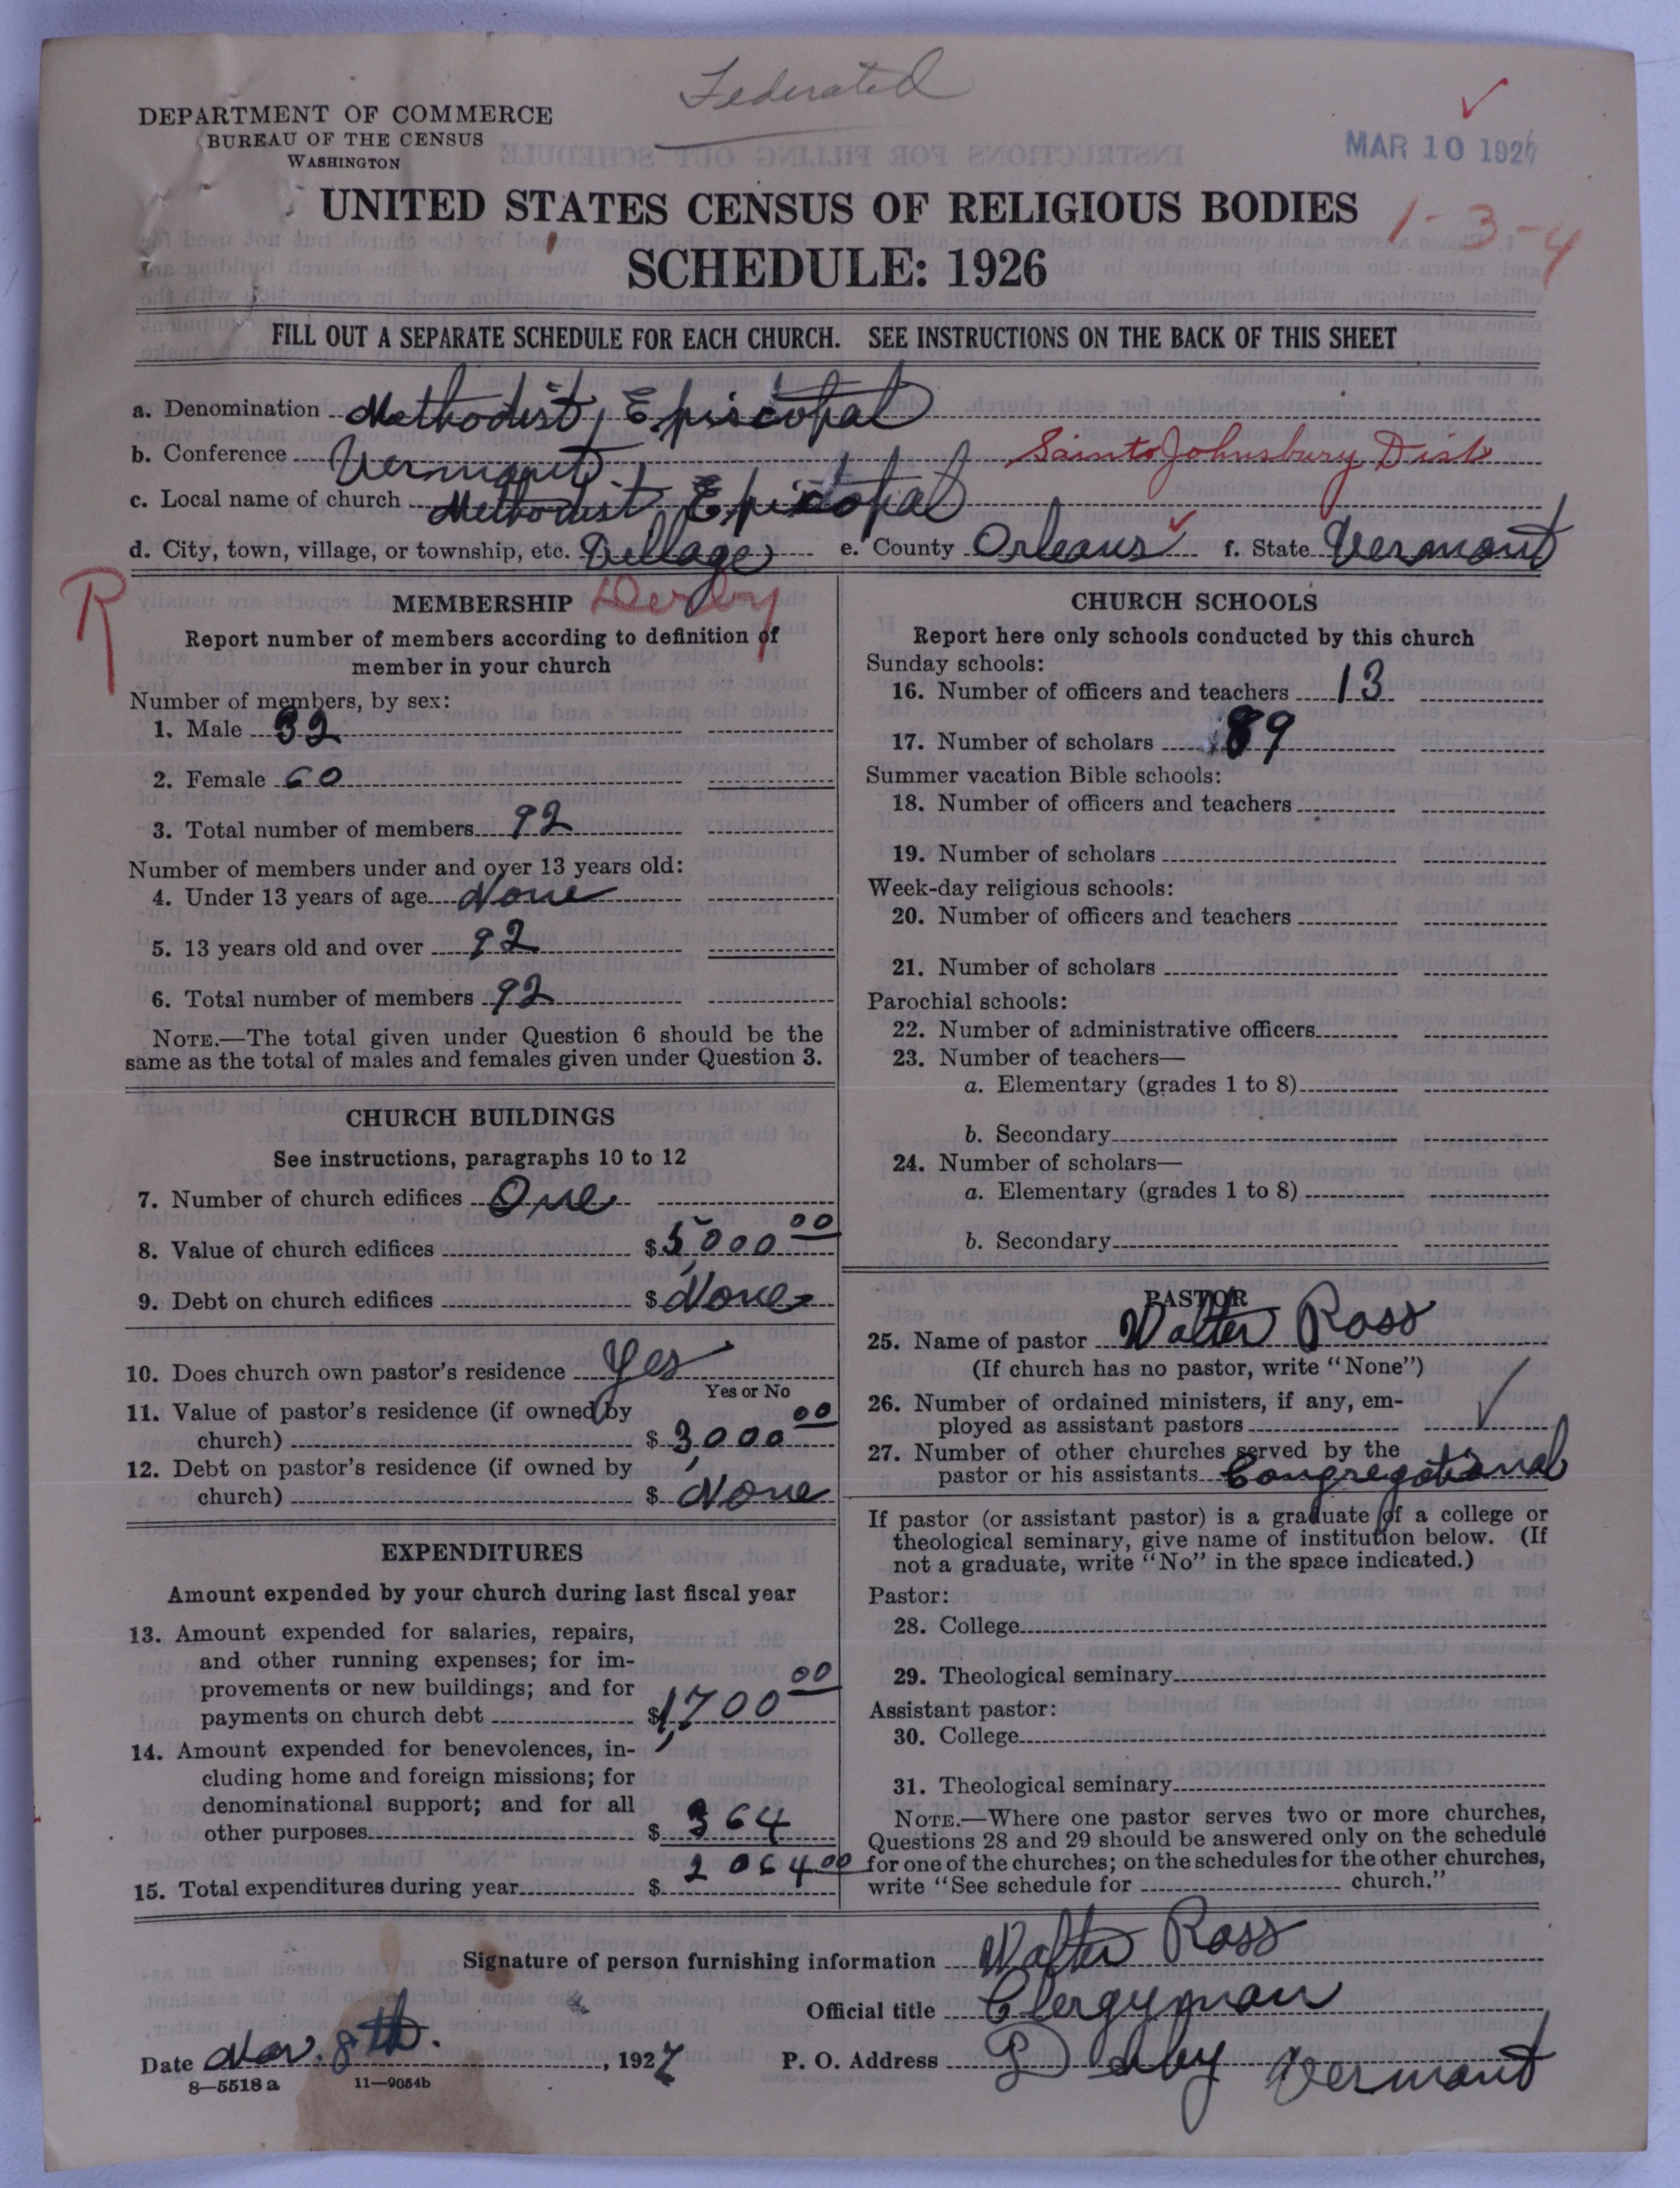 Federated
DEPARTMENT OF COMMERCE
BUREAU OF THE CENSUS
WASHINGTON
MAR 10 1927
UNITED STATES CENSUS OF RELIGIOUS BODIES
1-3-4
SCHEDULE: 1926
FILL OUT A SEPARATE SCHEDULE FOR EACH CHURCH. SEE INSTRUCTIONS ON THE BACK OF THIS SHEET
a. Denomination Methodist Episcopal
b. Conference Vermont Saint Johnsbury Dist
c. Local name of church Methodist Episcopal
d. City, town, village, or township, etc. Village e. County Orleans f. State Vermont
R
MEMBERSHIP Derby
Report number of members according to definition of
member in your church
Number of members, by sex:
1. Male 32
2. Female 60
3. Total number of members 92
Number of members under and over 13 years old:
4. Under 13 years of age None
5. 13 years old and over 92
6. Total number of members 92
NOTE.—The total given under Question 6 should be the
same as the total of males and females given under Question 3.
CHURCH BUILDINGS
See instructions, paragraphs 10 to 12
7. Number of church edifices One
8. Value of church edifices $ 5,000 00
9. Debt on church edifices $ None
10. Does church own pastor's residence Yes
Yes or No
11. Value of pastor's residence (if owned by
church) $ 3,000 00
12. Debt on pastor's residence (if owned by
church) $ None
EXPENDITURES
Amount expended by your church during last fiscal year
13. Amount expended for salaries, repairs,
and other running expenses; for im-
provements or new buildings; and for
payments on church debt $ 1,700 00
14. Amount expended for benevolences, in-
cluding home and foreign missions; for
denominational support; and for all
other purposes $ 364
15. Total expenditures during year $ 2064 00
CHURCH SCHOOLS
Report here only schools conducted by this church
Sunday schools:
16. Number of officers and teachers 13
17. Number of scholars 89
Summer vacation Bible schools:
18. Number of officers and teachers
19. Number of scholars
Week-day religious schools:
20. Number of officers and teachers
21. Number of scholars
Parochial schools:
22. Number of administrative officers
23. Number of teachers—
a. Elementary (grades 1 to 8)
b. Secondary
24. Number of scholars—
a. Elementary (grades 1 to 8)
b. Secondary
PASTOR
25. Name of pastor Walter Ross
(If church has no pastor, write "None")
26. Number of ordained ministers, if any, em-
ployed as assistant pastors
27. Number of other churches served by the
pastor or his assistants Congregational
If pastor (or assistant pastor) is a graduate of a college or
theological seminary, give name of institution below. (If
not a graduate, write "No" in the space indicated.)
Pastor:
28. College
29. Theological seminary
Assistant pastor:
30. College
31. Theological seminary
NOTE.—Where one pastor serves two or more churches,
Questions 28 and 29 should be answered only on the schedule
for one of the churches; on the schedules for the other churches,
write "See schedule for church."
Signature of person furnishing information Walter Ross
Official title Clergyman
Date Mar. 8th. , 1927 P. O. Address Derby Vermont
8—5518 a 11—9054b